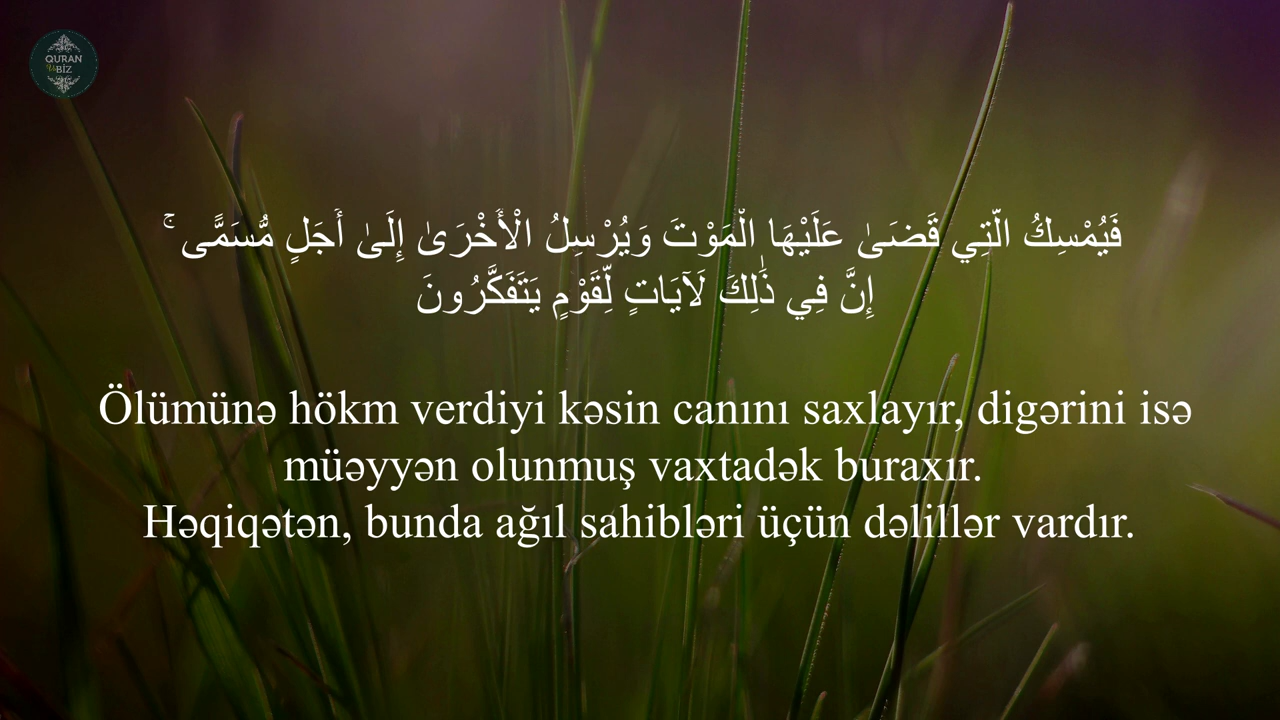 QURAN
Və
BİZ
فَيُمْسِكُ الَّتِي قَضَىٰ عَلَيْهَا الْمَوْتَ وَيُرْسِلُ الْأُخْرَىٰ إِلَىٰ أَجَلٍ مُّسَمًّى ۚ
إِنَّ فِي ذَٰلِكَ لَآيَاتٍ لِّقَوْمٍ يَتَفَكَّرُونَ
Ölümünə hökm verdiyi kəsin canını saxlayır, digərini isə
müəyyən olunmuş vaxtadək buraxır.
Həqiqətən, bunda ağıl sahibləri üçün dəlillər vardır.